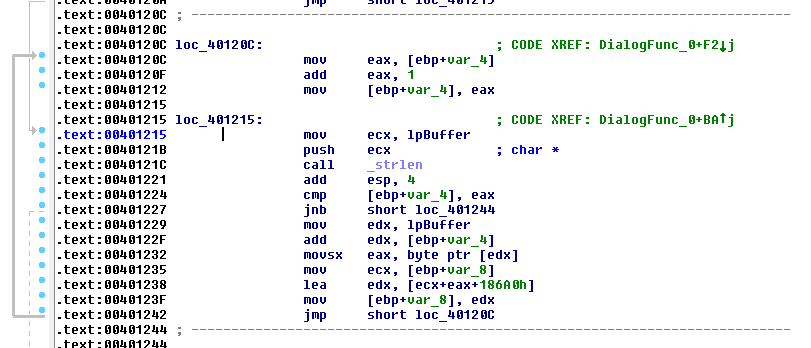 .text:0040120A jmp short loc_401215
.text:0040120C ; ---------------------------------------------------------------------------
.text:0040120C
.text:0040120C loc_40120C: ; CODE XREF: DialogFunc_0+F2↓j
.text:0040120C mov eax, [ebp+var_4]
.text:0040120F add eax, 1
.text:00401212 mov [ebp+var_4], eax
.text:00401215
.text:00401215 loc_401215: ; CODE XREF: DialogFunc_0+BA↑j
.text:00401215 mov ecx, lpBuffer
.text:0040121B push ecx ; char *
.text:0040121C call _strlen
.text:00401221 add esp, 4
.text:00401224 cmp [ebp+var_4], eax
.text:00401227 jnb short loc_401244
.text:00401229 mov edx, lpBuffer
.text:0040122F add edx, [ebp+var_4]
.text:00401232 movsx eax, byte ptr [edx]
.text:00401235 mov ecx, [ebp+var_8]
.text:00401238 lea edx, [ecx+eax+186A0h]
.text:0040123F mov [ebp+var_8], edx
.text:00401242 jmp short loc_40120C
.text:00401244 ; ---------------------------------------------------------------------------
.text:00401244